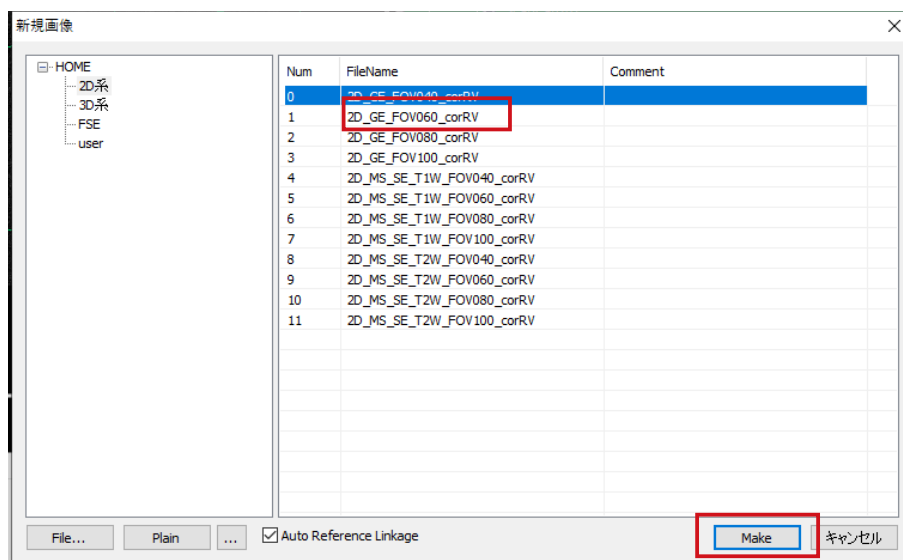 新規画像
HOME
2D系
3D系
FSE
user
Num FileName Comment
0 2D_GE_FOV040_corRV
1 2D_GE_FOV060_corRV
2 2D_GE_FOV080_corRV
3 2D_GE_FOV100_corRV
4 2D_MS_SE_T1W_FOV040_corRV
5 2D_MS_SE_T1W_FOV060_corRV
6 2D_MS_SE_T1W_FOV080_corRV
7 2D_MS_SE_T1W_FOV100_corRV
8 2D_MS_SE_T2W_FOV040_corRV
9 2D_MS_SE_T2W_FOV060_corRV
10 2D_MS_SE_T2W_FOV080_corRV
11 2D_MS_SE_T2W_FOV100_corRV
File... Plain ... Auto Reference Linkage Make キャンセル